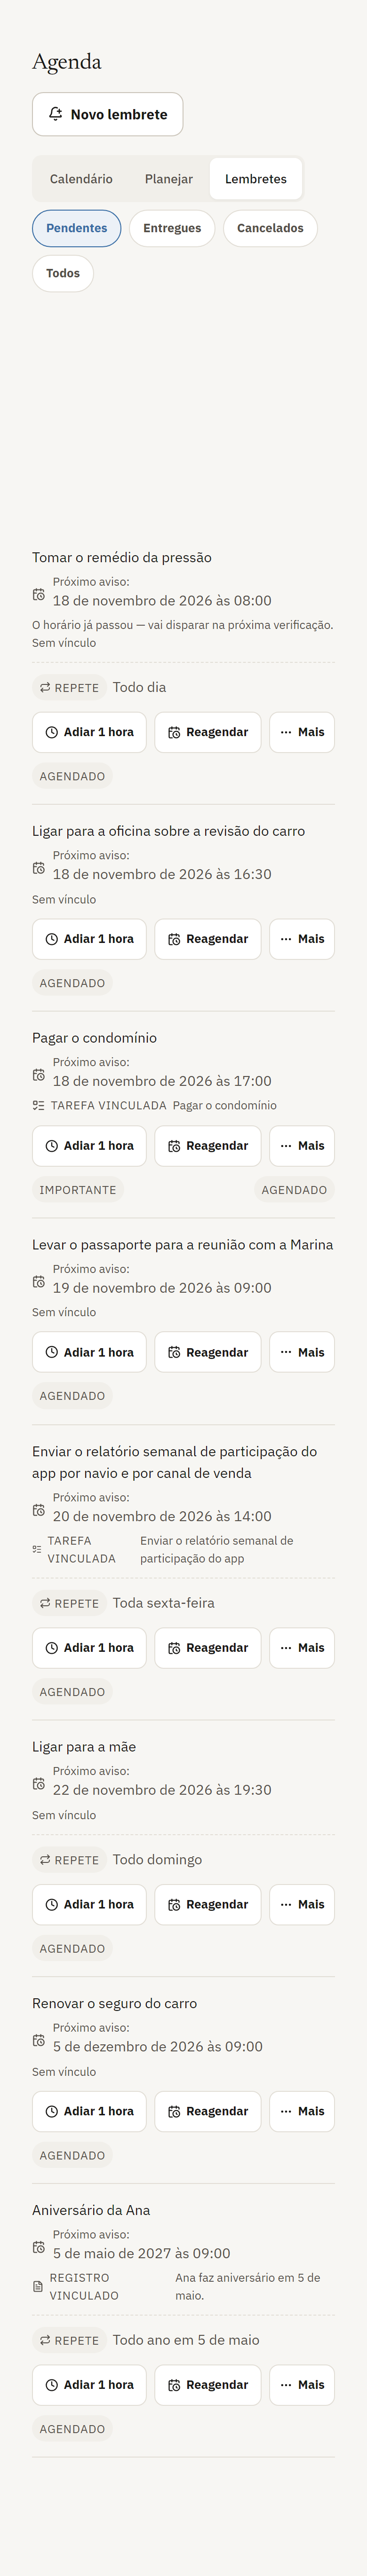 Agenda
Novo lembrete
Calendário Planejar Lembretes
Pendentes Entregues Cancelados
Todos
Tomar o remédio da pressão
Próximo aviso:
18 de novembro de 2026 às 08:00
O horário já passou — vai disparar na próxima verificação.
Sem vínculo
REPETE Todo dia
Adiar 1 hora Reagendar Mais
AGENDADO
Ligar para a oficina sobre a revisão do carro
Próximo aviso:
18 de novembro de 2026 às 16:30
Sem vínculo
Adiar 1 hora Reagendar Mais
AGENDADO
Pagar o condomínio
Próximo aviso:
18 de novembro de 2026 às 17:00
TAREFA VINCULADA Pagar o condomínio
Adiar 1 hora Reagendar Mais
IMPORTANTE AGENDADO
Levar o passaporte para a reunião com a Marina
Próximo aviso:
19 de novembro de 2026 às 09:00
Sem vínculo
Adiar 1 hora Reagendar Mais
AGENDADO
Enviar o relatório semanal de participação do
app por navio e por canal de venda
Próximo aviso:
20 de novembro de 2026 às 14:00
TAREFA VINCULADA
Enviar o relatório semanal de
participação do app
REPETE Toda sexta-feira
Adiar 1 hora Reagendar Mais
AGENDADO
Ligar para a mãe
Próximo aviso:
22 de novembro de 2026 às 19:30
Sem vínculo
REPETE Todo domingo
Adiar 1 hora Reagendar Mais
AGENDADO
Renovar o seguro do carro
Próximo aviso:
5 de dezembro de 2026 às 09:00
Sem vínculo
Adiar 1 hora Reagendar Mais
AGENDADO
Aniversário da Ana
Próximo aviso:
5 de maio de 2027 às 09:00
REGISTRO VINCULADO
Ana faz aniversário em 5 de
maio.
REPETE Todo ano em 5 de maio
Adiar 1 hora Reagendar Mais
AGENDADO